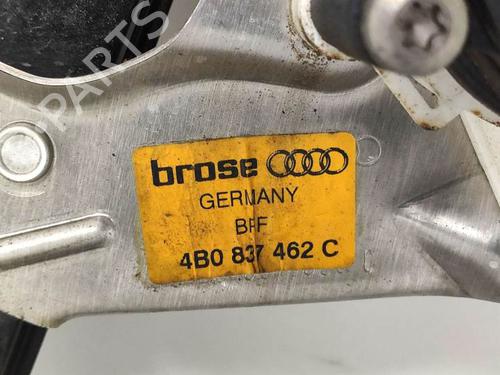 PARTS
brose
GERMANY
BFF
4B0 837 462 C